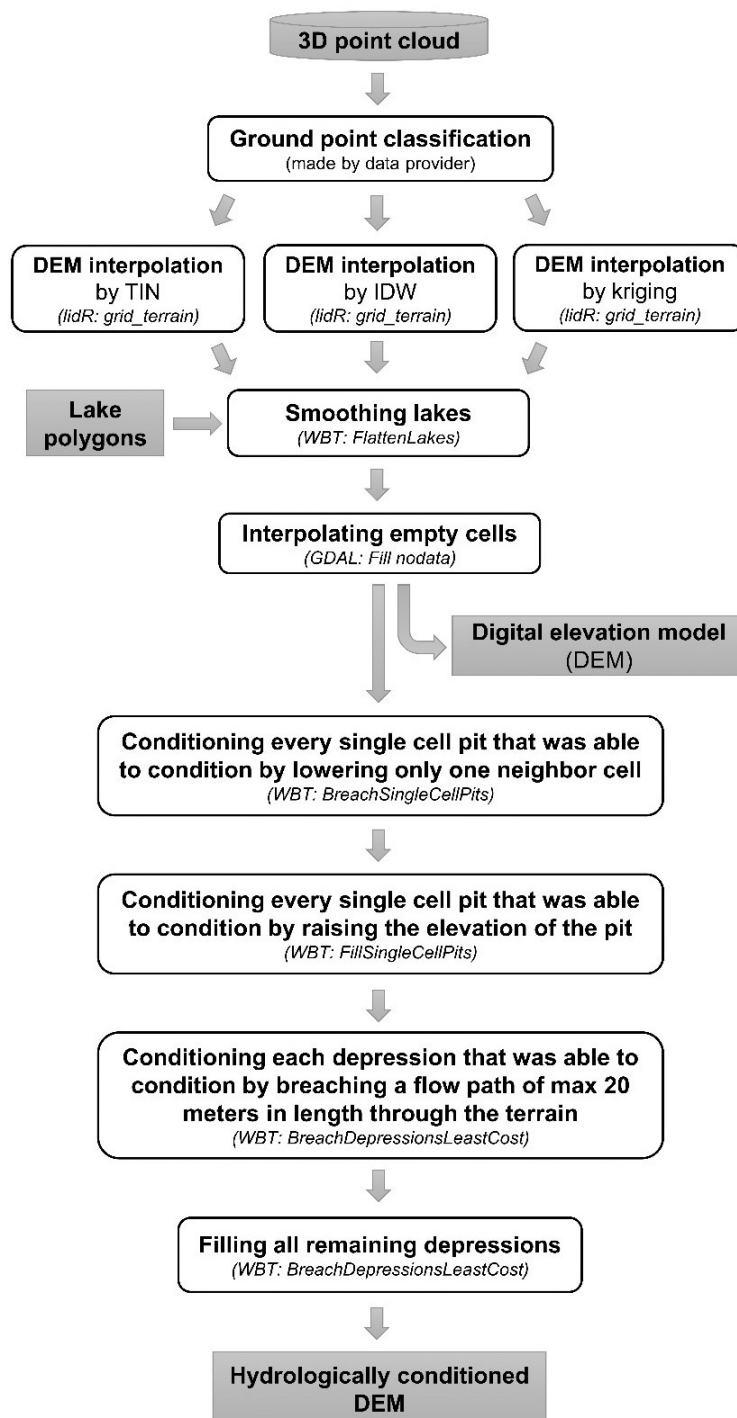 3D point cloud
Ground point classification
(made by data provider)
DEM interpolation
by TIN
(lidR: grid_terrain)
DEM interpolation
by IDW
(lidR: grid_terrain)
DEM interpolation
by kriging
(lidR: grid_terrain)
Lake
polygons
Smoothing lakes
(WBT: FlattenLakes)
Interpolating empty cells
(GDAL: Fill nodata)
Digital elevation model
(DEM)
Conditioning every single cell pit that was able
to condition by lowering only one neighbor cell
(WBT: BreachSingleCellPits)
Conditioning every single cell pit that was able
to condition by raising the elevation of the pit
(WBT: FillSingleCellPits)
Conditioning each depression that was able to
condition by breaching a flow path of max 20
meters in length through the terrain
(WBT: BreachDepressionsLeastCost)
Filling all remaining depressions
(WBT: BreachDepressionsLeastCost)
Hydrologically conditioned
DEM